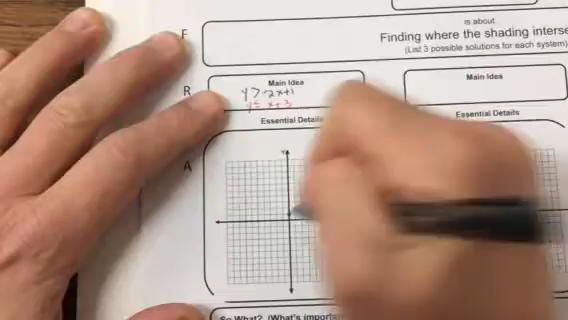 F
is about
Finding where the shading interse
(List 3 possible solutions for each system)
R
Main Idea
y > -2x+1
y ≤ x+3
Main Idea
Essential Details
Essential Details
A
y
So What? (What's importa